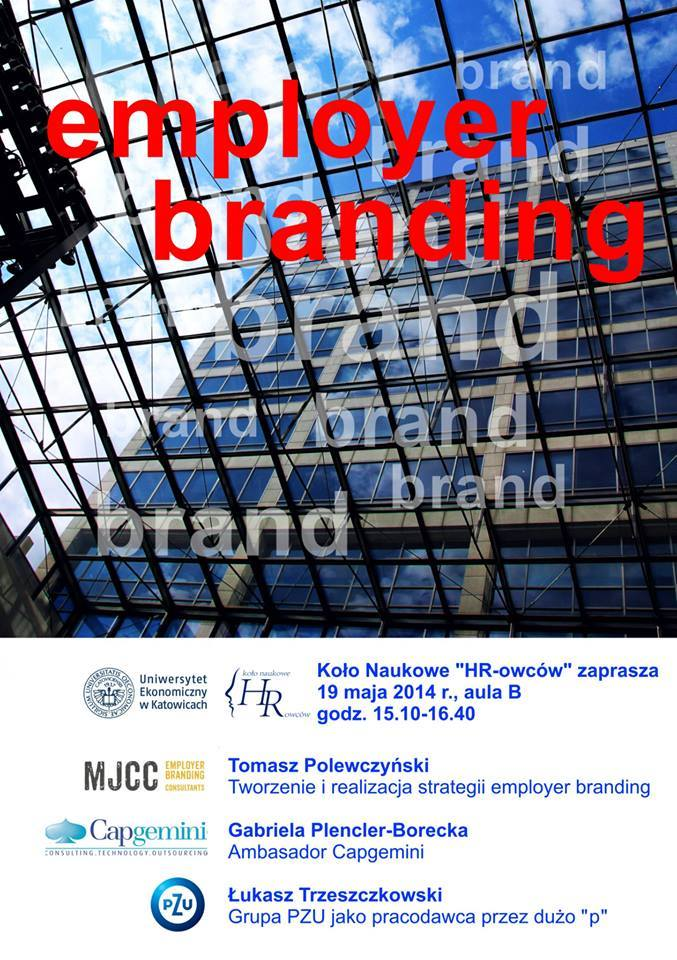 brand
employer
brand
brand
branding
brand
brand
brand
brand
brand
brand
Uniwersytet
Ekonomiczny
w Katowicach
koło naukowe
HR
owców
Koło Naukowe "HR-owców" zaprasza
19 maja 2014 r., aula B
godz. 15.10-16.40
MJCC
EMPLOYER
BRANDING
CONSULTANTS
Tomasz Polewczyński
Tworzenie i realizacja strategii employer branding
Capgemini
CONSULTING.TECHNOLOGY.OUTSOURCING
Gabriela Plencler-Borecka
Ambasador Capgemini
PZU
Łukasz Trzeszczkowski
Grupa PZU jako pracodawca przez dużo "p"